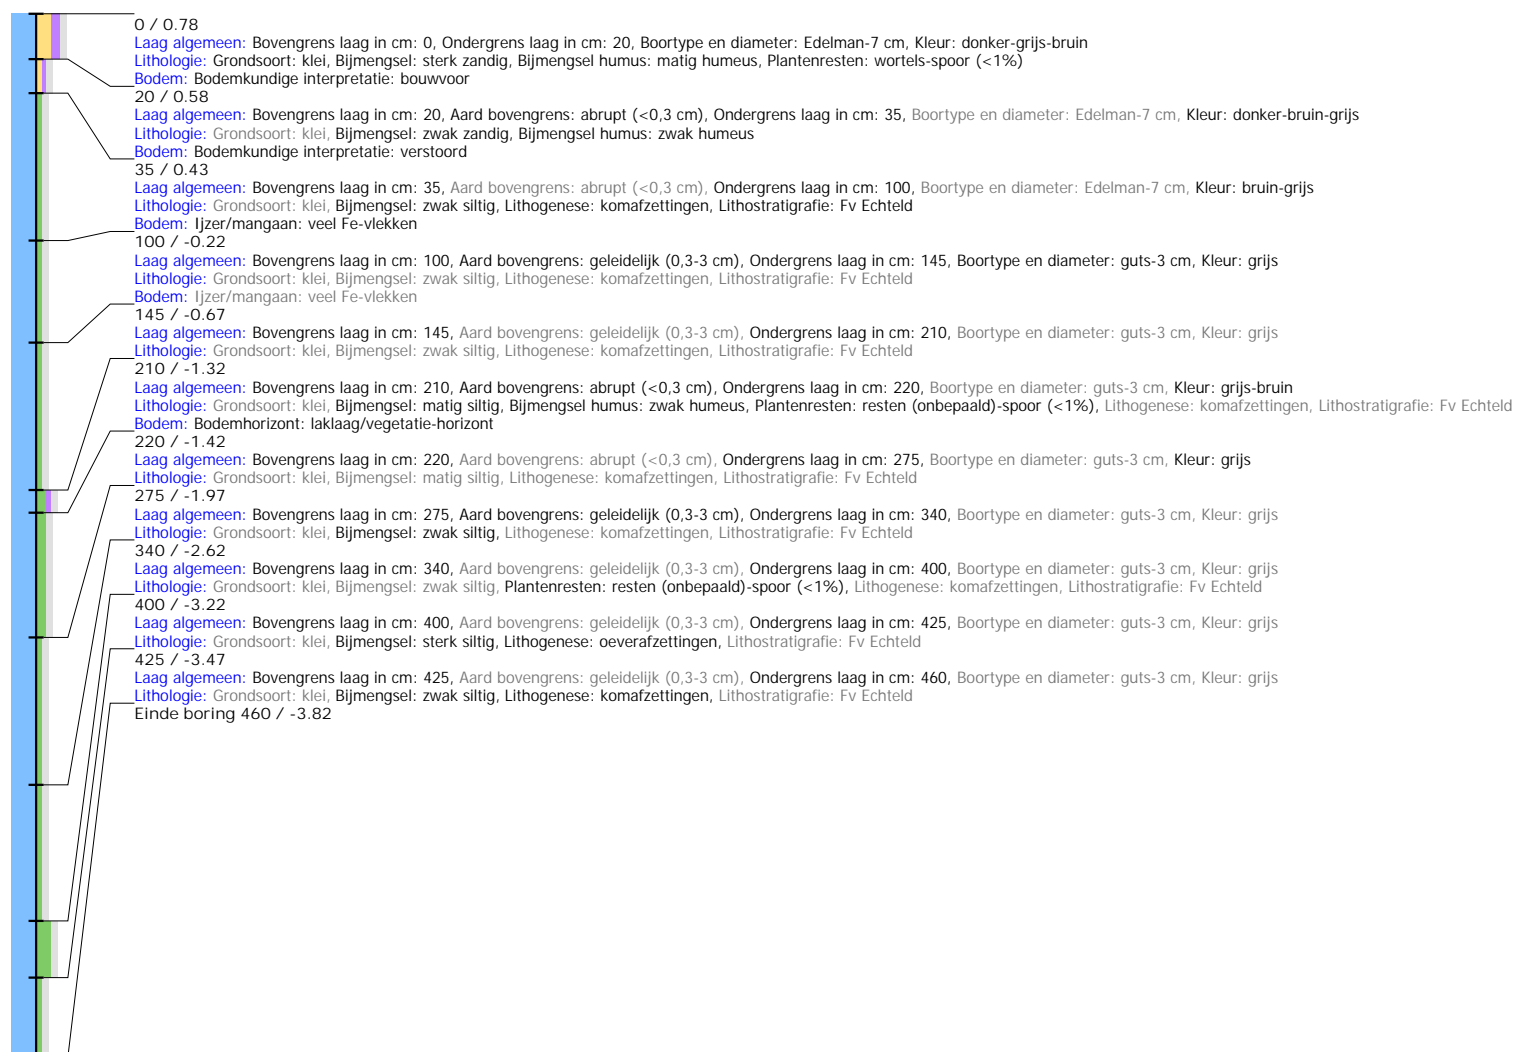 0 / 0.78
Laag algemeen: Bovengrens laag in cm: 0, Ondergrens laag in cm: 20, Boortype en diameter: Edelman-7 cm, Kleur: donker-grijs-bruin
Lithologie: Grondsoort: klei, Bijmengsel: sterk zandig, Bijmengsel humus: matig humeus, Plantenresten: wortels-spoor (<1%)
Bodem: Bodemkundige interpretatie: bouwvoor
20 / 0.58
Laag algemeen: Bovengrens laag in cm: 20, Aard bovengrens: abrupt (<0,3 cm), Ondergrens laag in cm: 35, Boortype en diameter: Edelman-7 cm, Kleur: donker-bruin-grijs
Lithologie: Grondsoort: klei, Bijmengsel: zwak zandig, Bijmengsel humus: zwak humeus
Bodem: Bodemkundige interpretatie: verstoord
35 / 0.43
Laag algemeen: Bovengrens laag in cm: 35, Aard bovengrens: abrupt (<0,3 cm), Ondergrens laag in cm: 100, Boortype en diameter: Edelman-7 cm, Kleur: bruin-grijs
Lithologie: Grondsoort: klei, Bijmengsel: zwak siltig, Lithogenese: komafzettingen, Lithostratigrafie: Fv Echteld
Bodem: Ijzer/mangaan: veel Fe-vlekken
100 / -0.22
Laag algemeen: Bovengrens laag in cm: 100, Aard bovengrens: geleidelijk (0,3-3 cm), Ondergrens laag in cm: 145, Boortype en diameter: guts-3 cm, Kleur: grijs
Lithologie: Grondsoort: klei, Bijmengsel: zwak siltig, Lithogenese: komafzettingen, Lithostratigrafie: Fv Echteld
Bodem: Ijzer/mangaan: veel Fe-vlekken
145 / -0.67
Laag algemeen: Bovengrens laag in cm: 145, Aard bovengrens: geleidelijk (0,3-3 cm), Ondergrens laag in cm: 210, Boortype en diameter: guts-3 cm, Kleur: grijs
Lithologie: Grondsoort: klei, Bijmengsel: zwak siltig, Lithogenese: komafzettingen, Lithostratigrafie: Fv Echteld
210 / -1.32
Laag algemeen: Bovengrens laag in cm: 210, Aard bovengrens: abrupt (<0,3 cm), Ondergrens laag in cm: 220, Boortype en diameter: guts-3 cm, Kleur: grijs-bruin
Lithologie: Grondsoort: klei, Bijmengsel: matig siltig, Bijmengsel humus: zwak humeus, Plantenresten: resten (onbepaald)-spoor (<1%), Lithogenese: komafzettingen, Lithostratigrafie: Fv Echteld
Bodem: Bodemhorizont: laklaag/vegetatie-horizont
220 / -1.42
Laag algemeen: Bovengrens laag in cm: 220, Aard bovengrens: abrupt (<0,3 cm), Ondergrens laag in cm: 275, Boortype en diameter: guts-3 cm, Kleur: grijs
Lithologie: Grondsoort: klei, Bijmengsel: matig siltig, Lithogenese: komafzettingen, Lithostratigrafie: Fv Echteld
275 / -1.97
Laag algemeen: Bovengrens laag in cm: 275, Aard bovengrens: geleidelijk (0,3-3 cm), Ondergrens laag in cm: 340, Boortype en diameter: guts-3 cm, Kleur: grijs
Lithologie: Grondsoort: klei, Bijmengsel: zwak siltig, Lithogenese: komafzettingen, Lithostratigrafie: Fv Echteld
340 / -2.62
Laag algemeen: Bovengrens laag in cm: 340, Aard bovengrens: geleidelijk (0,3-3 cm), Ondergrens laag in cm: 400, Boortype en diameter: guts-3 cm, Kleur: grijs
Lithologie: Grondsoort: klei, Bijmengsel: zwak siltig, Plantenresten: resten (onbepaald)-spoor (<1%), Lithogenese: komafzettingen, Lithostratigrafie: Fv Echteld
400 / -3.22
Laag algemeen: Bovengrens laag in cm: 400, Aard bovengrens: geleidelijk (0,3-3 cm), Ondergrens laag in cm: 425, Boortype en diameter: guts-3 cm, Kleur: grijs
Lithologie: Grondsoort: klei, Bijmengsel: sterk siltig, Lithogenese: oeverafzettingen, Lithostratigrafie: Fv Echteld
425 / -3.47
Laag algemeen: Bovengrens laag in cm: 425, Aard bovengrens: geleidelijk (0,3-3 cm), Ondergrens laag in cm: 460, Boortype en diameter: guts-3 cm, Kleur: grijs
Lithologie: Grondsoort: klei, Bijmengsel: zwak siltig, Lithogenese: komafzettingen, Lithostratigrafie: Fv Echteld
Einde boring 460 / -3.82